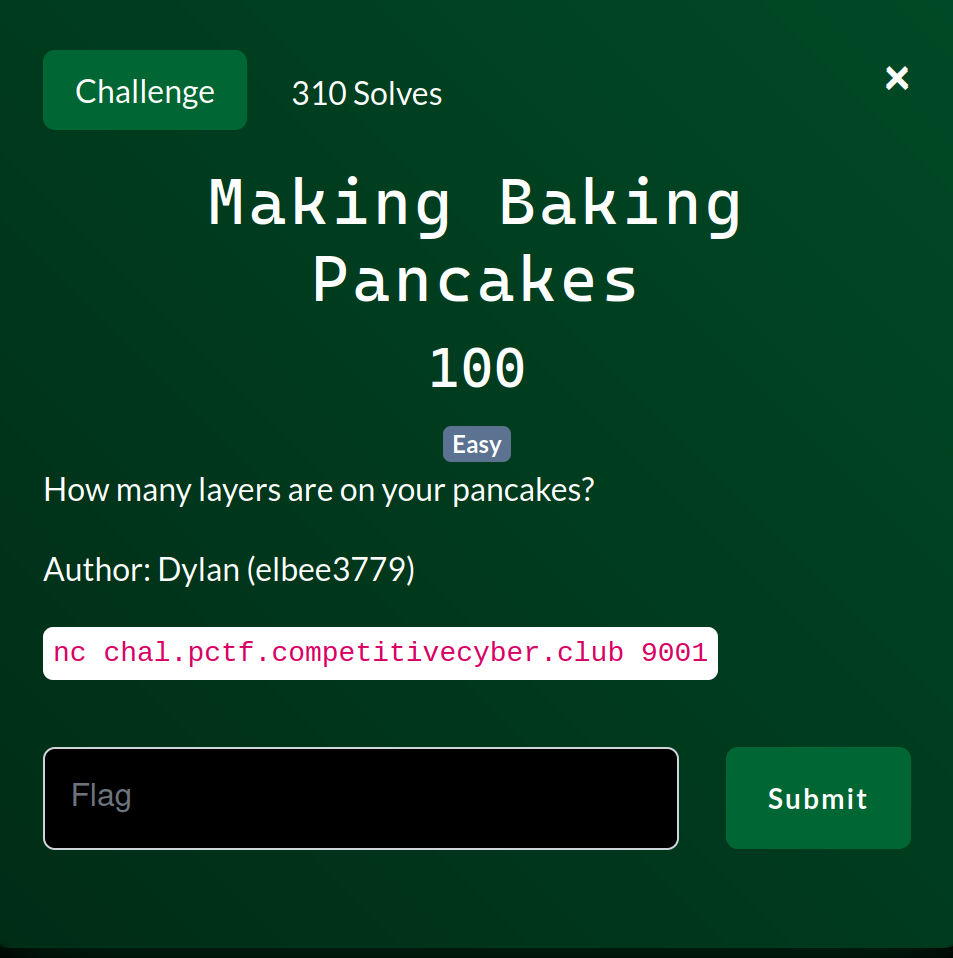 Challenge
310 Solves
×
Making Baking
Pancakes
100
Easy
How many layers are on your pancakes?
Author: Dylan (elbee3779)
nc chal.pctf.competitivecyber.club 9001
Flag
Submit